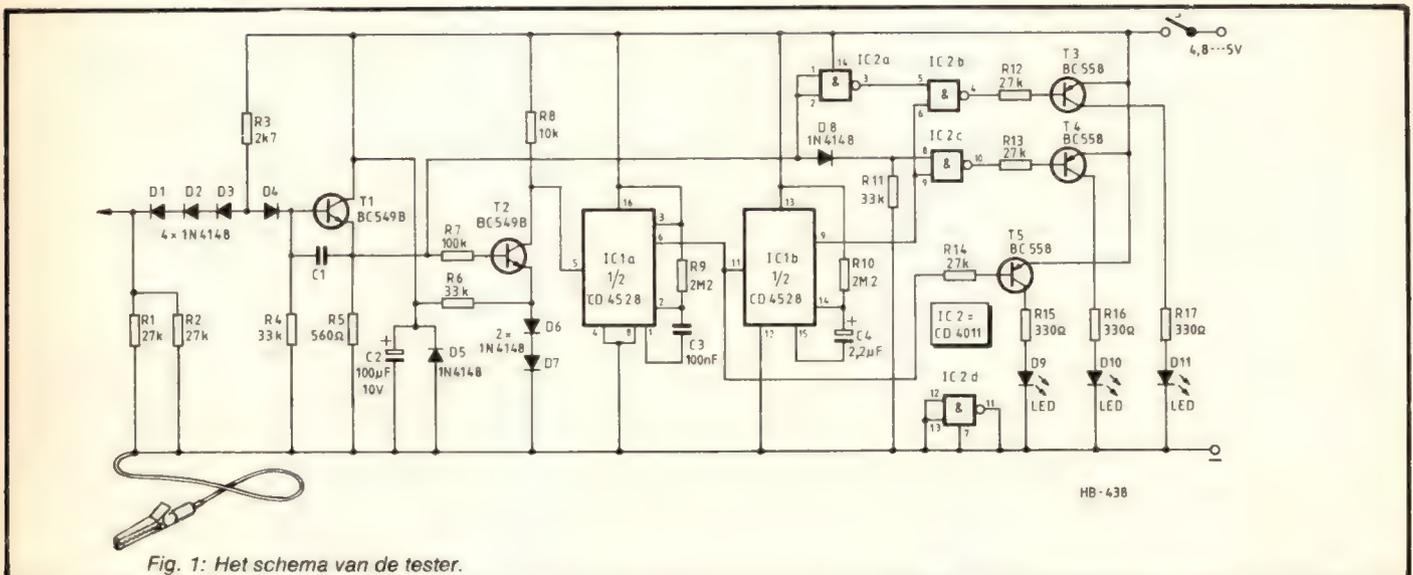 4,8---5V
R3
2k7
D1 D2 D3 D4
4x 1N4148
T1
BC549B
C1
R1
27k
R2
27k
R4
33k
R5
560Ω
C2
100µF
10V
+
D5
1N4148
R7
100k
R6
33k
T2
BC549B
R8
10k
2x
1N4148
D6
D7
IC1a
1/2
CD 4528
16
3
6
5
2
4 8 1
R9
2M2
C3
100nF
IC1b
1/2
CD 4528
13
9
11
14
12 15
R10
2M2
+
C4
2,2µF
IC2a
14
1
2
&
3
IC2b
5
6
&
4
D8
1N4148
R11
33k
IC2c
8
9
&
10
R12
27k
T3
BC558
R13
27k
T4
BC558
R14
27k
T5
BC558
IC 2 =
CD 4011
IC2d
12
13
&
11
7
R15
330Ω
R16
330Ω
R17
330Ω
D9
LED
D10
LED
D11
LED
HB-438
Fig. 1: Het schema van de tester.